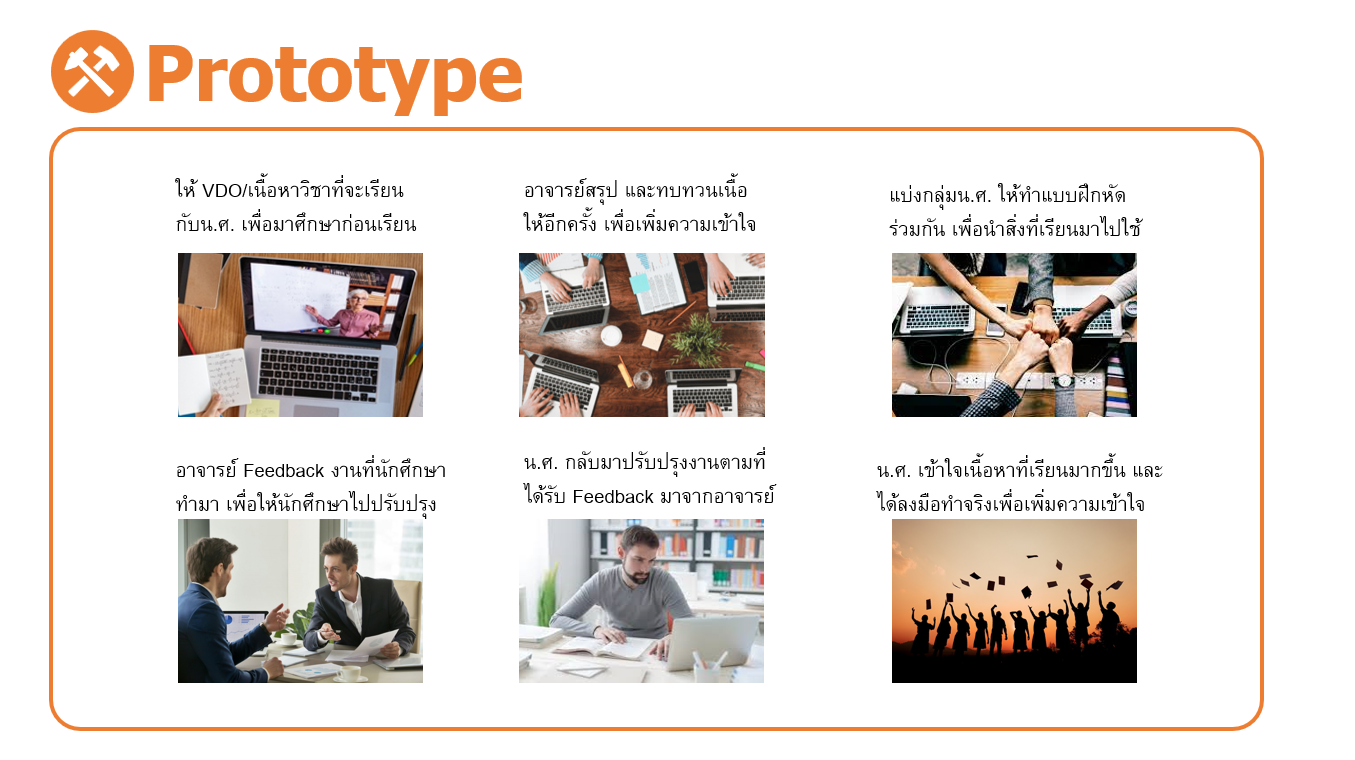 Prototype
ให้ VDO/เนื้อหาวิชาที่จะเรียน
กับน.ศ. เพื่อมาศึกษาก่อนเรียน
อาจารย์สรุป และทบทวนเนื้อ
ให้อีกครั้ง เพื่อเพิ่มความเข้าใจ
แบ่งกลุ่มน.ศ. ให้ทำแบบฝึกหัด
ร่วมกัน เพื่อนำสิ่งที่เรียนมาไปใช้
อาจารย์ Feedback งานที่นักศึกษา
ทำมา เพื่อให้นักศึกษาไปปรับปรุง
น.ศ. กลับมาปรับปรุงงานตามที่
ได้รับ Feedback มาจากอาจารย์
น.ศ. เข้าใจเนื้อหาที่เรียนมากขึ้น และ
ได้ลงมือทำจริงเพื่อเพิ่มความเข้าใจ